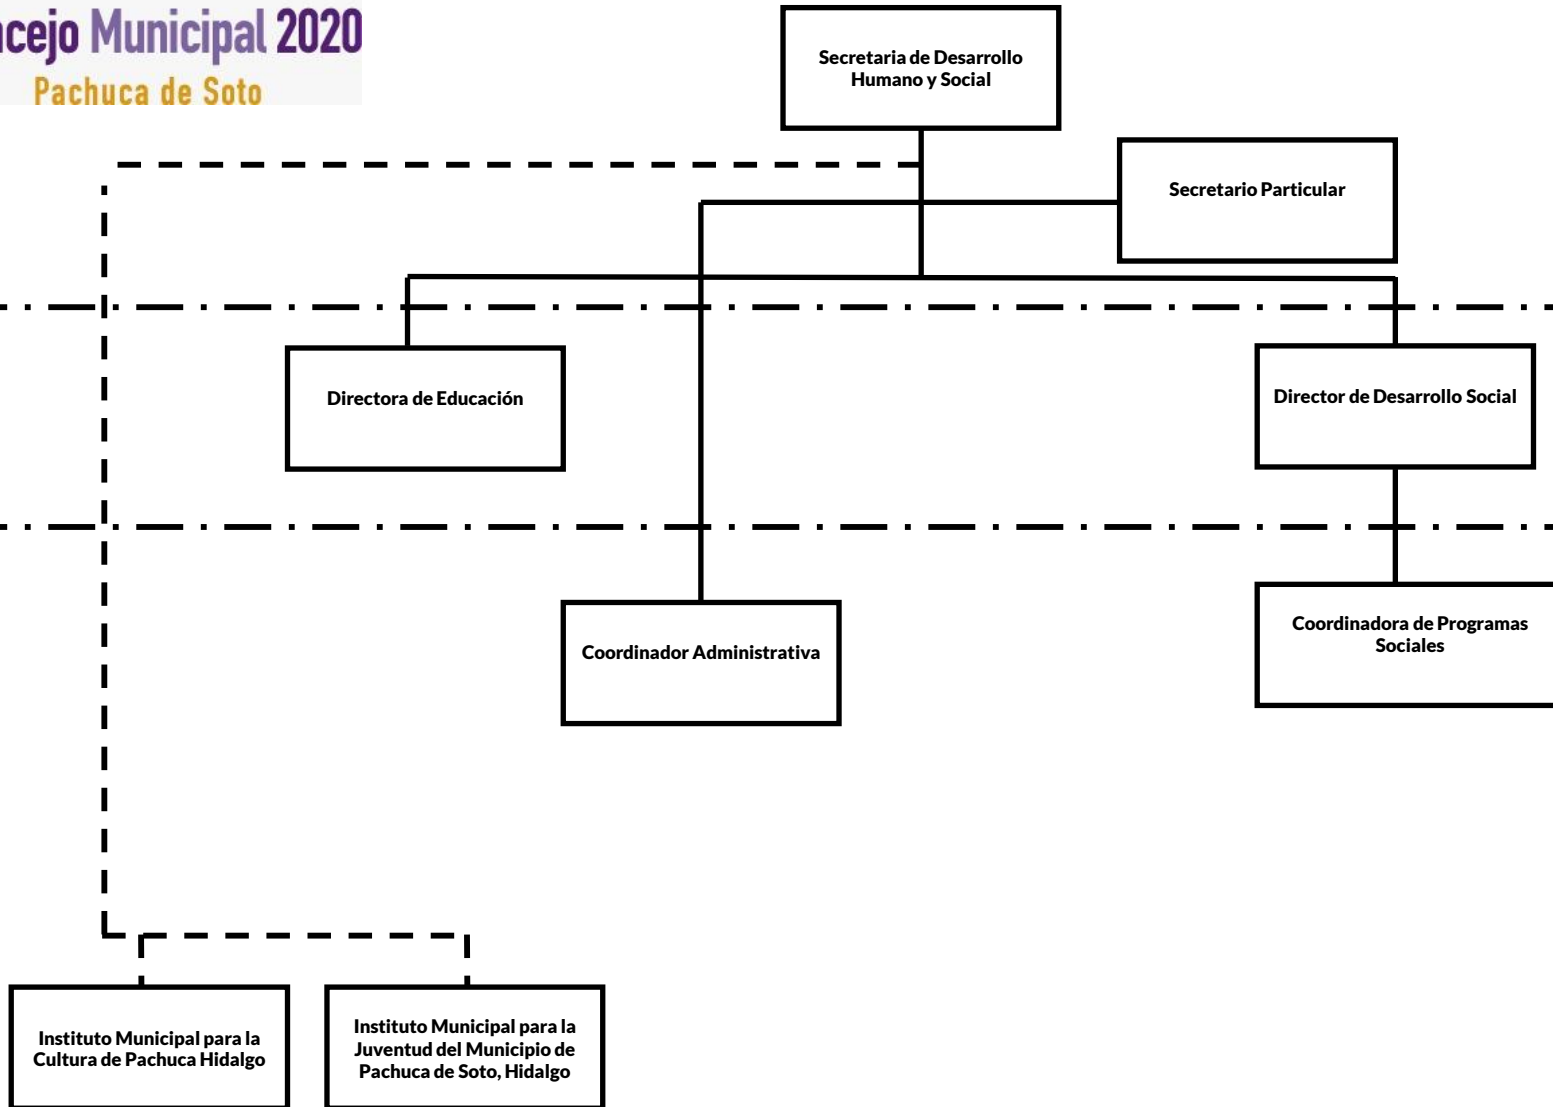 Municipal 2020
Pachuca de Soto
Secretaria de Desarrollo
Humano y Social
Secretario Particular
Directora de Educación
Director de Desarrollo Social
Coordinador Administrativa
Coordinadora de Programas
Sociales
Instituto Municipal para la
Cultura de Pachuca Hidalgo
Instituto Municipal para la
Juventud del Municipio de
Pachuca de Soto, Hidalgo